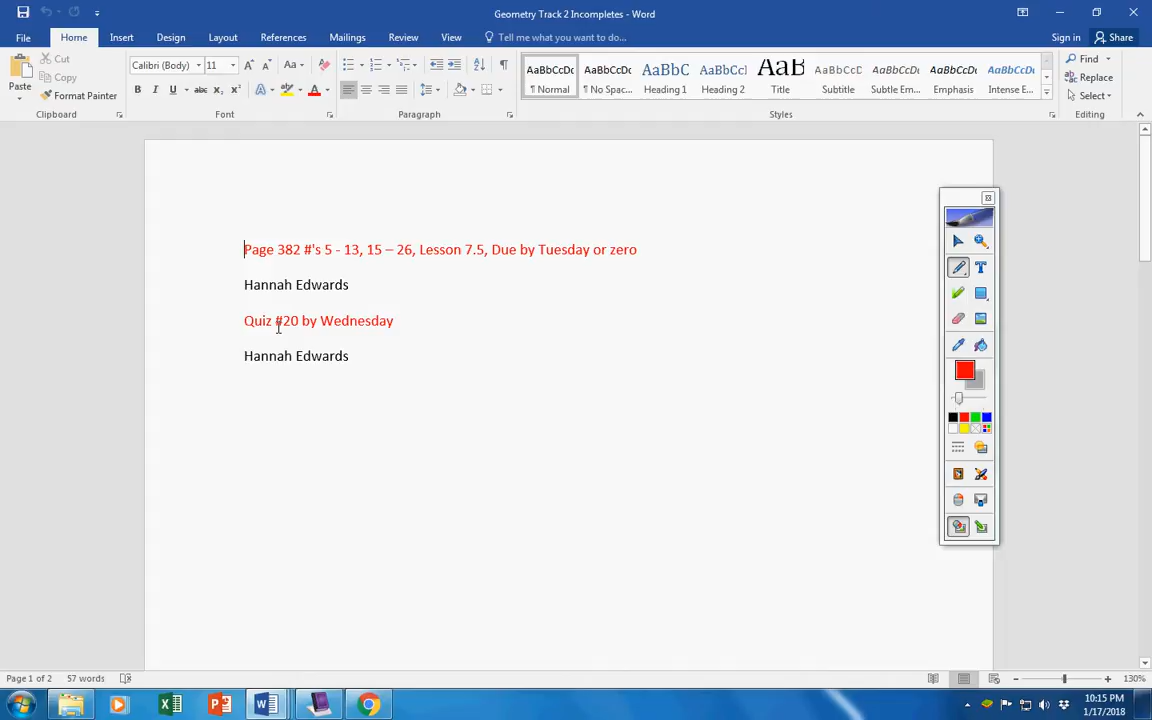 Geometry Track 2 Incompletes - Word
File Home Insert Design Layout References Mailings Review View Tell me what you want to do... Sign in Share
Paste
Cut
Copy
Format Painter
Clipboard
Calibri (Body) 11
Font
Paragraph
AaBbCcDc AaBbCcDc AaBbC AaBbCcl AaB AaBbCcD AaBbCcDt AaBbCcDt AaBbCcDt
¶ Normal ¶ No Spac... Heading 1 Heading 2 Title Subtitle Subtle Em... Emphasis Intense E...
Styles
Find
Replace
Select
Editing
Page 382 #'s 5 - 13, 15 – 26, Lesson 7.5, Due by Tuesday or zero
Hannah Edwards
Quiz #20 by Wednesday
Hannah Edwards
Page 1 of 2 57 words 130%
10:15 PM
1/17/2018